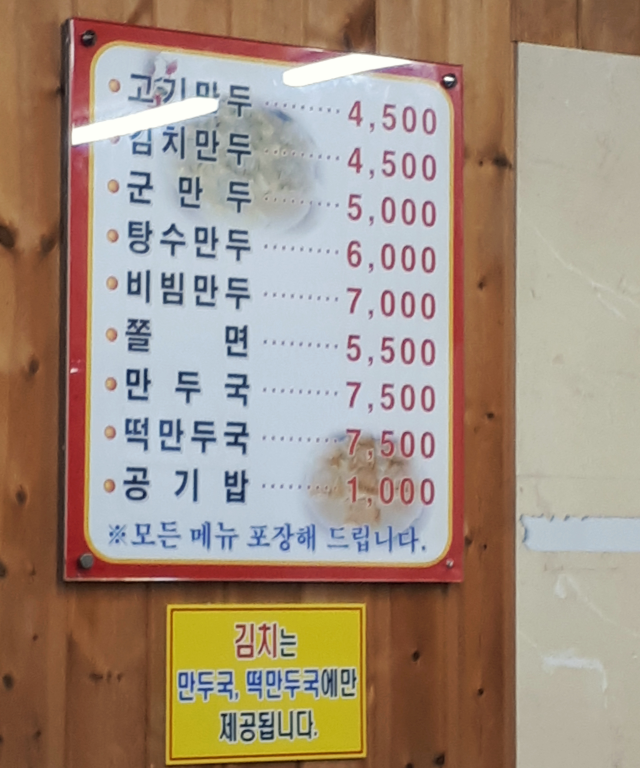 고기만두 ········· 4,500
김치만두 ········· 4,500
군 만 두 ········· 5,000
탕수만두 ········· 6,000
비빔만두 ········· 7,000
쫄 면 ········· 5,500
만 두 국 ········· 7,500
떡만두국 ········· 7,500
공 기 밥 ········· 1,000
※모든 메뉴 포장해 드립니다.
김치는
만두국, 떡만두국에만
제공됩니다.